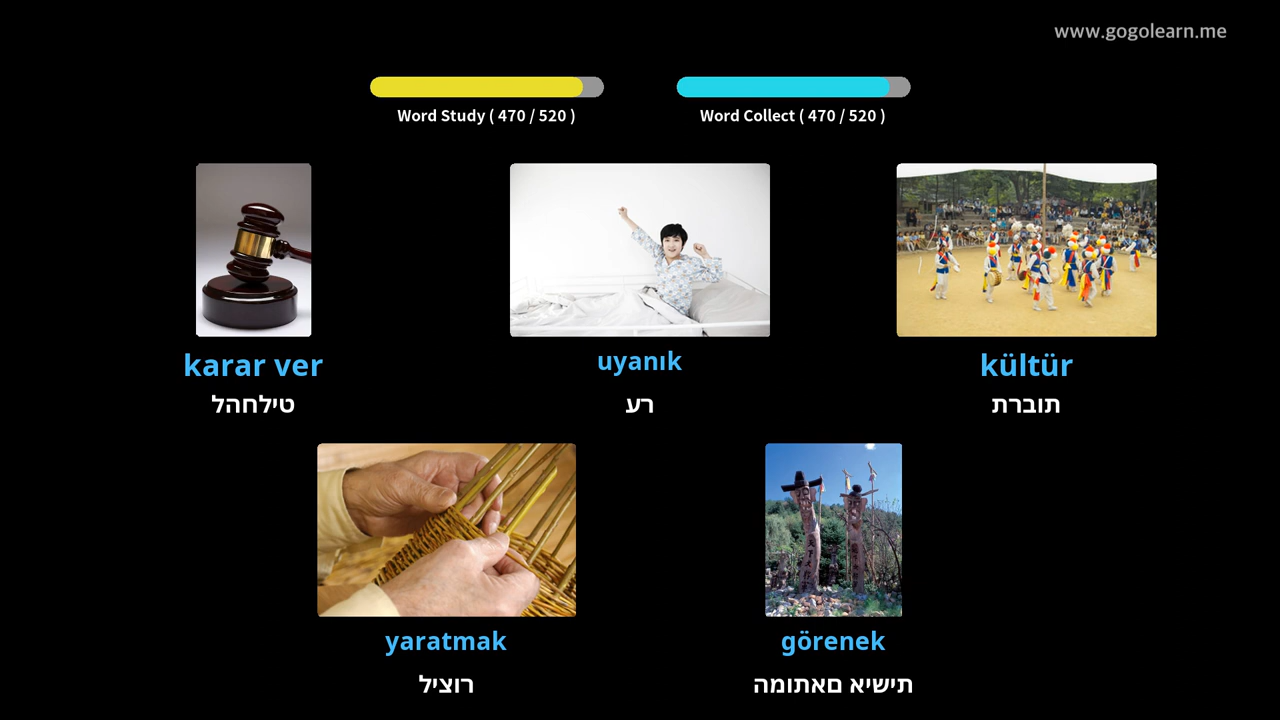 www.gogolearn.me
Word Study ( 470 / 520 )
Word Collect ( 470 / 520 )
karar ver
טילחהל
uyanık
רע
kültür
תוברת
yaratmak
רוציל
görenek
תישיא םאתומה